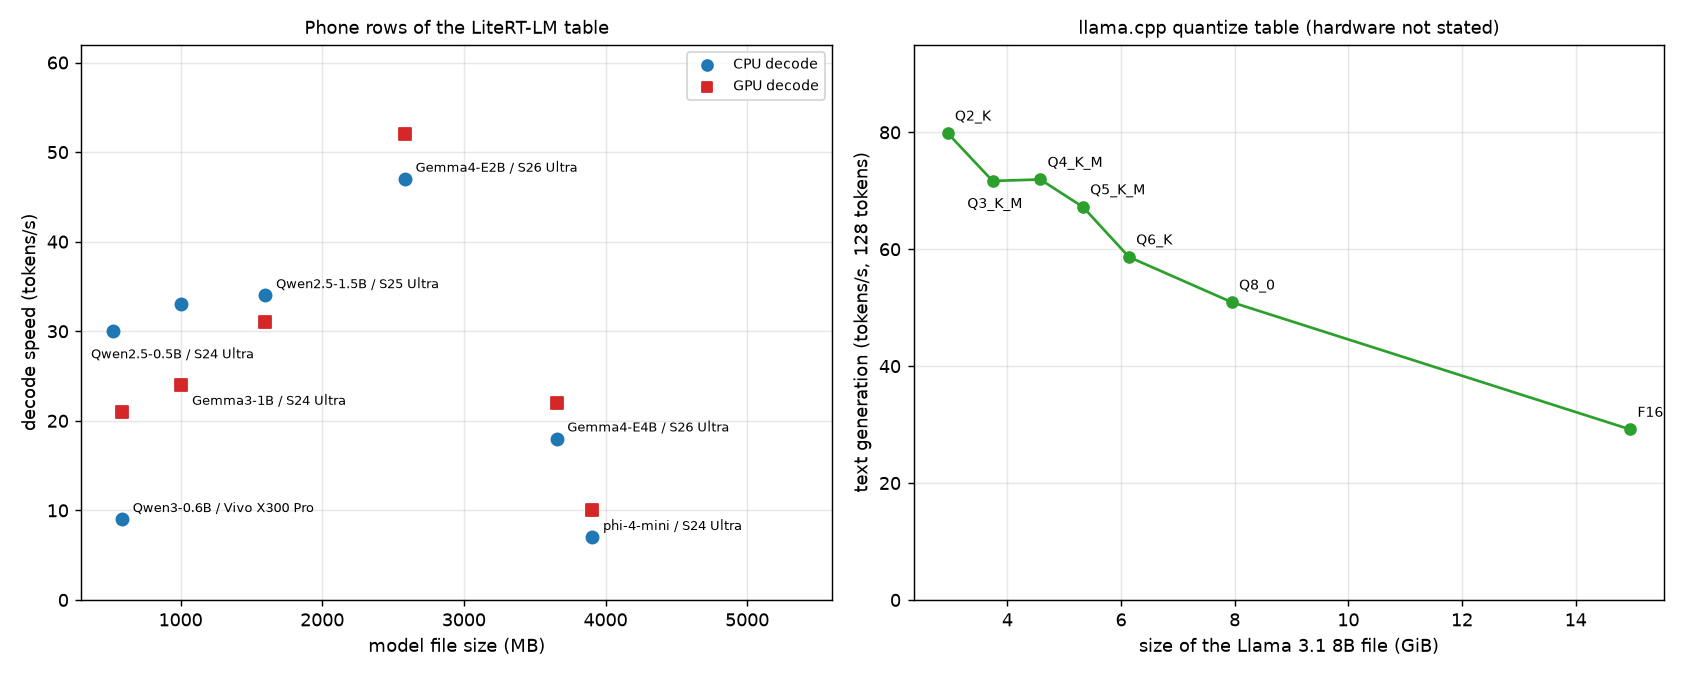 Phone rows of the LiteRT-LM table
CPU decode
GPU decode
60
50
40
30
20
10
0
decode speed (tokens/s)
Gemma4-E2B / S26 Ultra
Qwen2.5-1.5B / S25 Ultra
Qwen2.5-0.5B / S24 Ultra
Gemma3-1B / S24 Ultra
Gemma4-E4B / S26 Ultra
Qwen3-0.6B / Vivo X300 Pro
phi-4-mini / S24 Ultra
1000 2000 3000 4000 5000
model file size (MB)
llama.cpp quantize table (hardware not stated)
80
60
40
20
0
text generation (tokens/s, 128 tokens)
Q2_K
Q4_K_M
Q3_K_M
Q5_K_M
Q6_K
Q8_0
F16
4 6 8 10 12 14
size of the Llama 3.1 8B file (GiB)